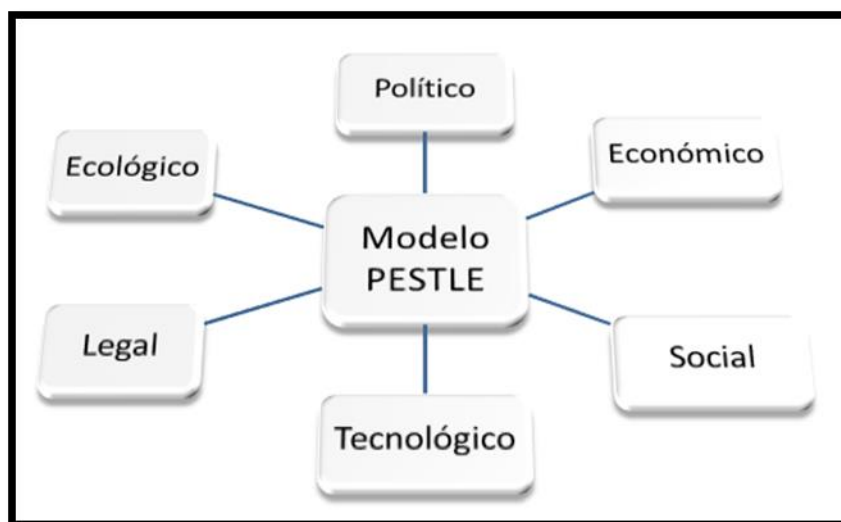 Político
Ecológico
Económico
Modelo
PESTLE
Legal
Social
Tecnológico